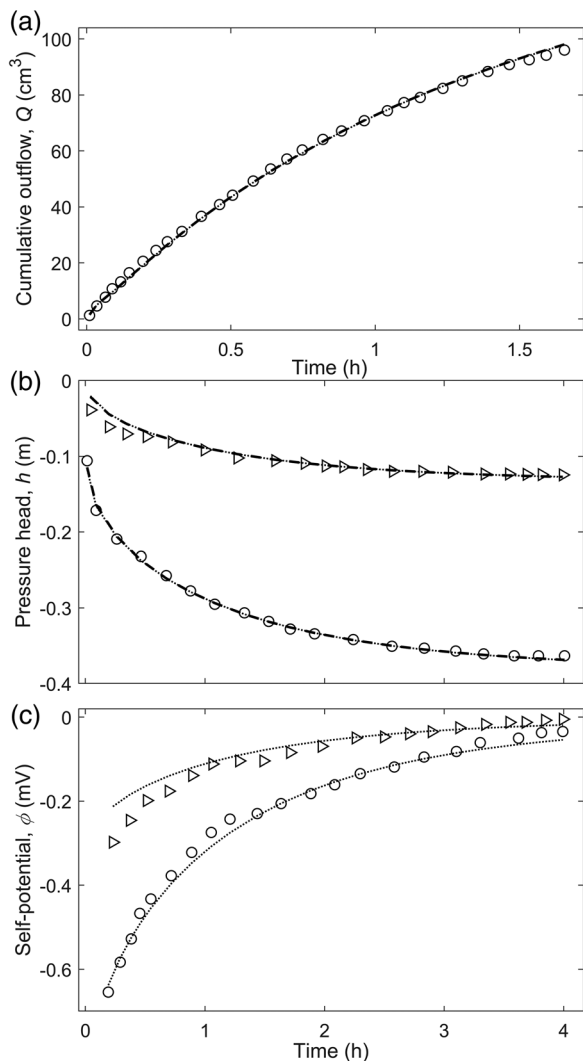 (a)
Cumulative outflow, Q (cm³)
100
80
60
40
20
0
0 0.5 1 1.5
Time (h)
(b)
Pressure head, h (m)
0
-0.1
-0.2
-0.3
-0.4
(c)
Self-potential, ϕ (mV)
0
-0.2
-0.4
-0.6
0 1 2 3 4
Time (h)